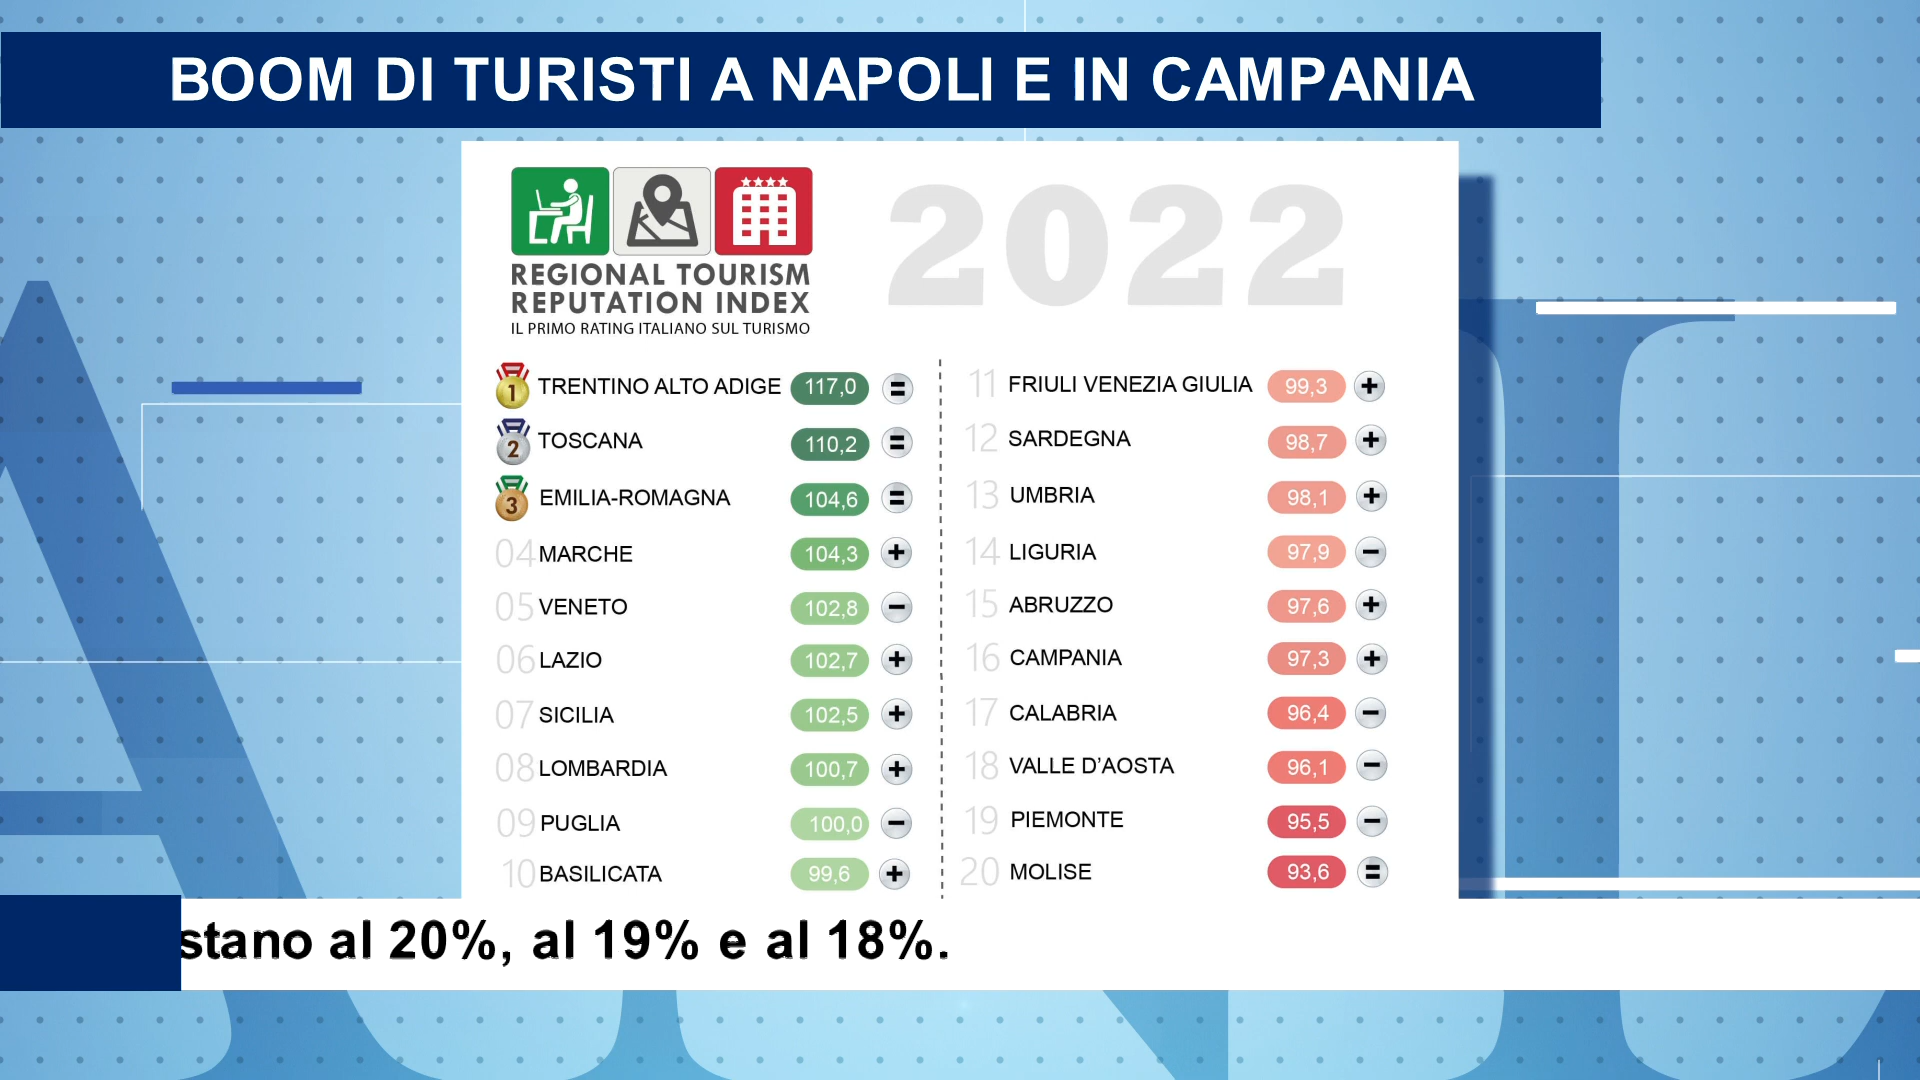 BOOM DI TURISTI A NAPOLI E IN CAMPANIA
REGIONAL TOURISM
REPUTATION INDEX
IL PRIMO RATING ITALIANO SUL TURISMO
2022
1 TRENTINO ALTO ADIGE 117,0 =
2 TOSCANA 110,2 =
3 EMILIA-ROMAGNA 104,6 =
04 MARCHE 104,3 +
05 VENETO 102,8 −
06 LAZIO 102,7 +
07 SICILIA 102,5 +
08 LOMBARDIA 100,7 +
09 PUGLIA 100,0 −
10 BASILICATA 99,6 +
11 FRIULI VENEZIA GIULIA 99,3 +
12 SARDEGNA 98,7 +
13 UMBRIA 98,1 +
14 LIGURIA 97,9 −
15 ABRUZZO 97,6 +
16 CAMPANIA 97,3 +
17 CALABRIA 96,4 −
18 VALLE D’AOSTA 96,1 −
19 PIEMONTE 95,5 −
20 MOLISE 93,6 =
stano al 20%, al 19% e al 18%.